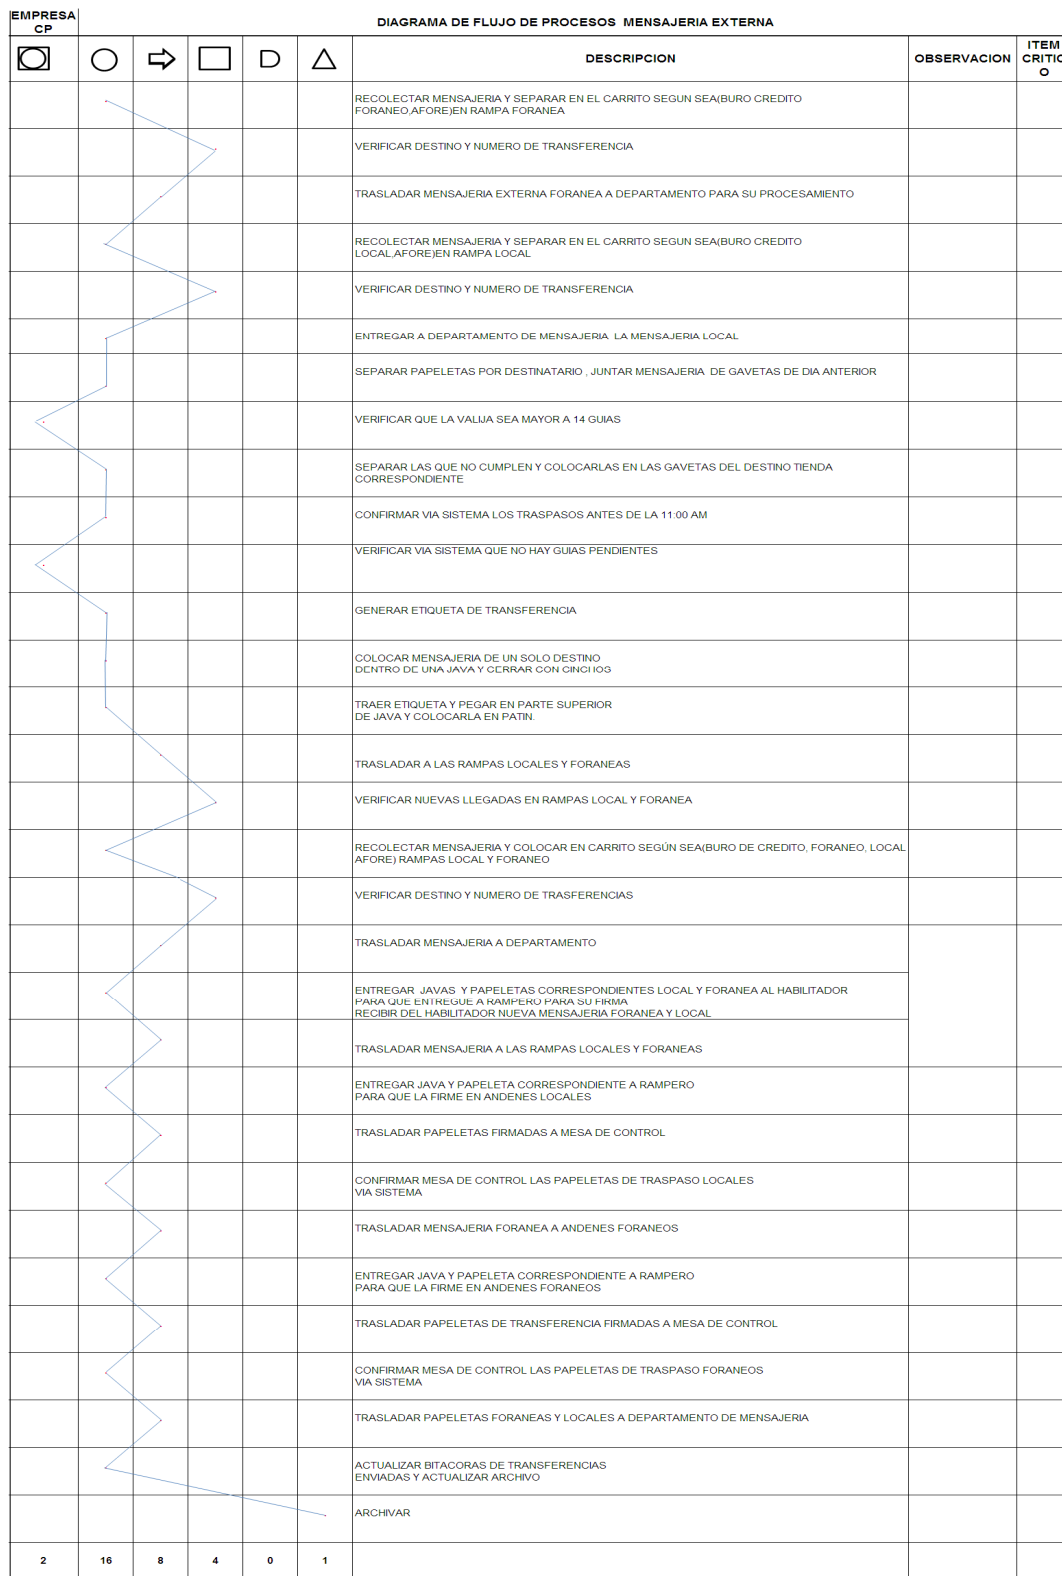 EMPRESA
CP
DIAGRAMA DE FLUJO DE PROCESOS MENSAJERIA EXTERNA
DESCRIPCION
OBSERVACION
ITEM
CRITIC
O
RECOLECTAR MENSAJERIA Y SEPARAR EN EL CARRITO SEGUN SEA(BURO CREDITO
FORANEO,AFORE)EN RAMPA FORANEA
VERIFICAR DESTINO Y NUMERO DE TRANSFERENCIA
TRASLADAR MENSAJERIA EXTERNA FORANEA A DEPARTAMENTO PARA SU PROCESAMIENTO
RECOLECTAR MENSAJERIA Y SEPARAR EN EL CARRITO SEGUN SEA(BURO CREDITO
LOCAL,AFORE)EN RAMPA LOCAL
VERIFICAR DESTINO Y NUMERO DE TRANSFERENCIA
ENTREGAR A DEPARTAMENTO DE MENSAJERIA LA MENSAJERIA LOCAL
SEPARAR PAPELETAS POR DESTINATARIO , JUNTAR MENSAJERIA DE GAVETAS DE DIA ANTERIOR
VERIFICAR QUE LA VALIJA SEA MAYOR A 14 GUIAS
SEPARAR LAS QUE NO CUMPLEN Y COLOCARLAS EN LAS GAVETAS DEL DESTINO TIENDA
CORRESPONDIENTE
CONFIRMAR VIA SISTEMA LOS TRASPASOS ANTES DE LA 11:00 AM
VERIFICAR VIA SISTEMA QUE NO HAY GUIAS PENDIENTES
GENERAR ETIQUETA DE TRANSFERENCIA
COLOCAR MENSAJERIA DE UN SOLO DESTINO
DENTRO DE UNA JAVA Y CERRAR CON CINCHOS
TRAER ETIQUETA Y PEGAR EN PARTE SUPERIOR
DE JAVA Y COLOCARLA EN PATIN.
TRASLADAR A LAS RAMPAS LOCALES Y FORANEAS
VERIFICAR NUEVAS LLEGADAS EN RAMPAS LOCAL Y FORANEA
RECOLECTAR MENSAJERIA Y COLOCAR EN CARRITO SEGÚN SEA(BURO DE CREDITO, FORANEO, LOCAL
AFORE) RAMPAS LOCAL Y FORANEO
VERIFICAR DESTINO Y NUMERO DE TRASFERENCIAS
TRASLADAR MENSAJERIA A DEPARTAMENTO
ENTREGAR JAVAS Y PAPELETAS CORRESPONDIENTES LOCAL Y FORANEA AL HABILITADOR
PARA QUE ENTREGUE A RAMPERO PARA SU FIRMA
RECIBIR DEL HABILITADOR NUEVA MENSAJERIA FORANEA Y LOCAL
TRASLADAR MENSAJERIA A LAS RAMPAS LOCALES Y FORANEAS
ENTREGAR JAVA Y PAPELETA CORRESPONDIENTE A RAMPERO
PARA QUE LA FIRME EN ANDENES LOCALES
TRASLADAR PAPELETAS FIRMADAS A MESA DE CONTROL
CONFIRMAR MESA DE CONTROL LAS PAPELETAS DE TRASPASO LOCALES
VIA SISTEMA
TRASLADAR MENSAJERIA FORANEA A ANDENES FORANEOS
ENTREGAR JAVA Y PAPELETA CORRESPONDIENTE A RAMPERO
PARA QUE LA FIRME EN ANDENES FORANEOS
TRASLADAR PAPELETAS DE TRANSFERENCIA FIRMADAS A MESA DE CONTROL
CONFIRMAR MESA DE CONTROL LAS PAPELETAS DE TRASPASO FORANEOS
VIA SISTEMA
TRASLADAR PAPELETAS FORANEAS Y LOCALES A DEPARTAMENTO DE MENSAJERIA
ACTUALIZAR BITACORAS DE TRANSFERENCIAS
ENVIADAS Y ACTUALIZAR ARCHIVO
ARCHIVAR
2 16 8 4 0 1